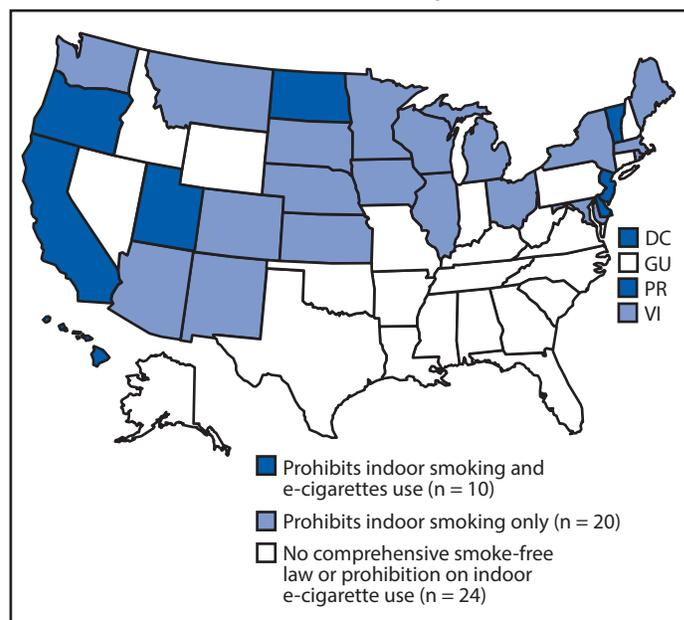 DC
GU
PR
VI
Prohibits indoor smoking and
e-cigarettes use (n = 10)
Prohibits indoor smoking only (n = 20)
No comprehensive smoke-free
law or prohibition on indoor
e-cigarette use (n = 24)